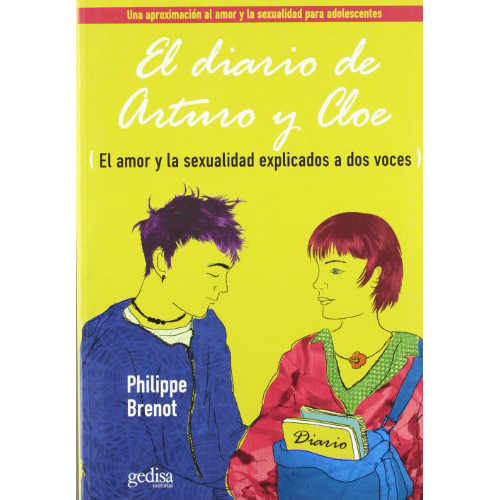 Una aproximación al amor y la sexualidad para adolescentes
El diario de
Arturo y Cloe
( El amor y la sexualidad explicados a dos voces )
Philippe
Brenot
Diario
gedisa
editorial